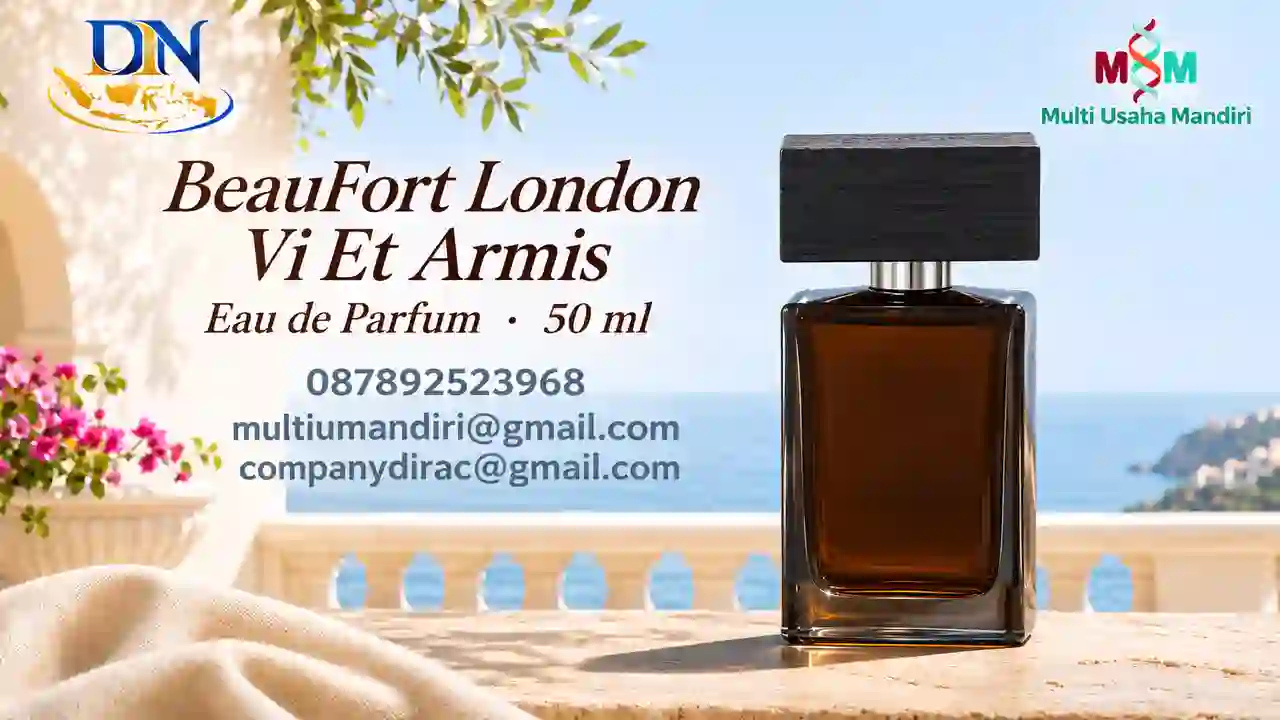 DN
MSM
Multi Usaha Mandiri
BeauFort London
Vi Et Armis
Eau de Parfum · 50 ml
087892523968
multiumandiri@gmail.com
companydirac@gmail.com